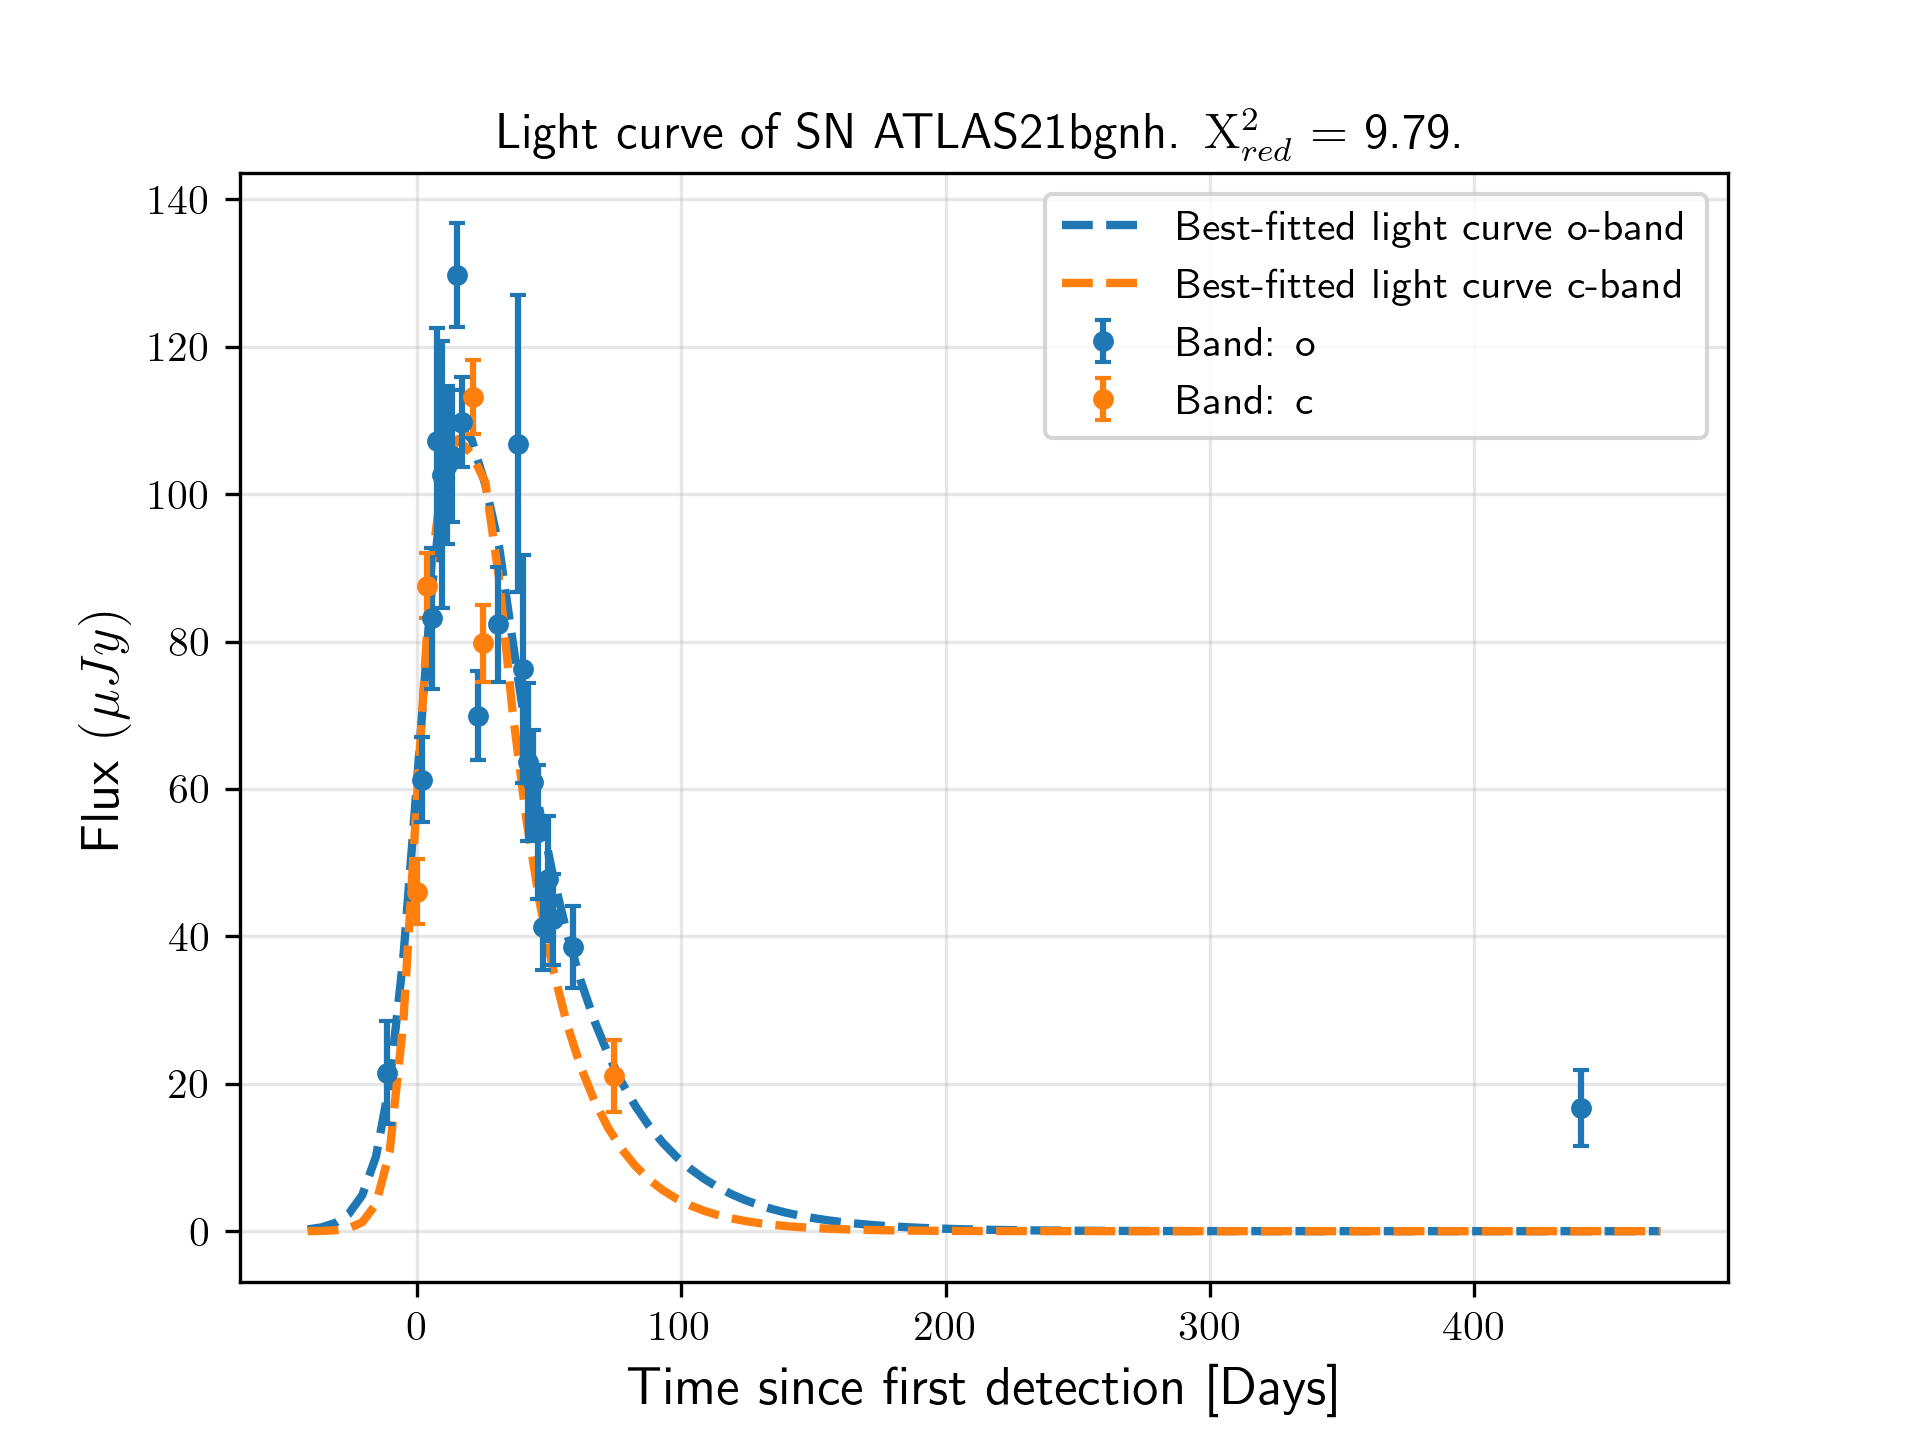 Light curve of SN ATLAS21bgnh. X²_red = 9.79.
140
120
100
80
60
40
20
0
Flux (μJy)
Best-fitted light curve o-band
Best-fitted light curve c-band
Band: o
Band: c
0 100 200 300 400
Time since first detection [Days]